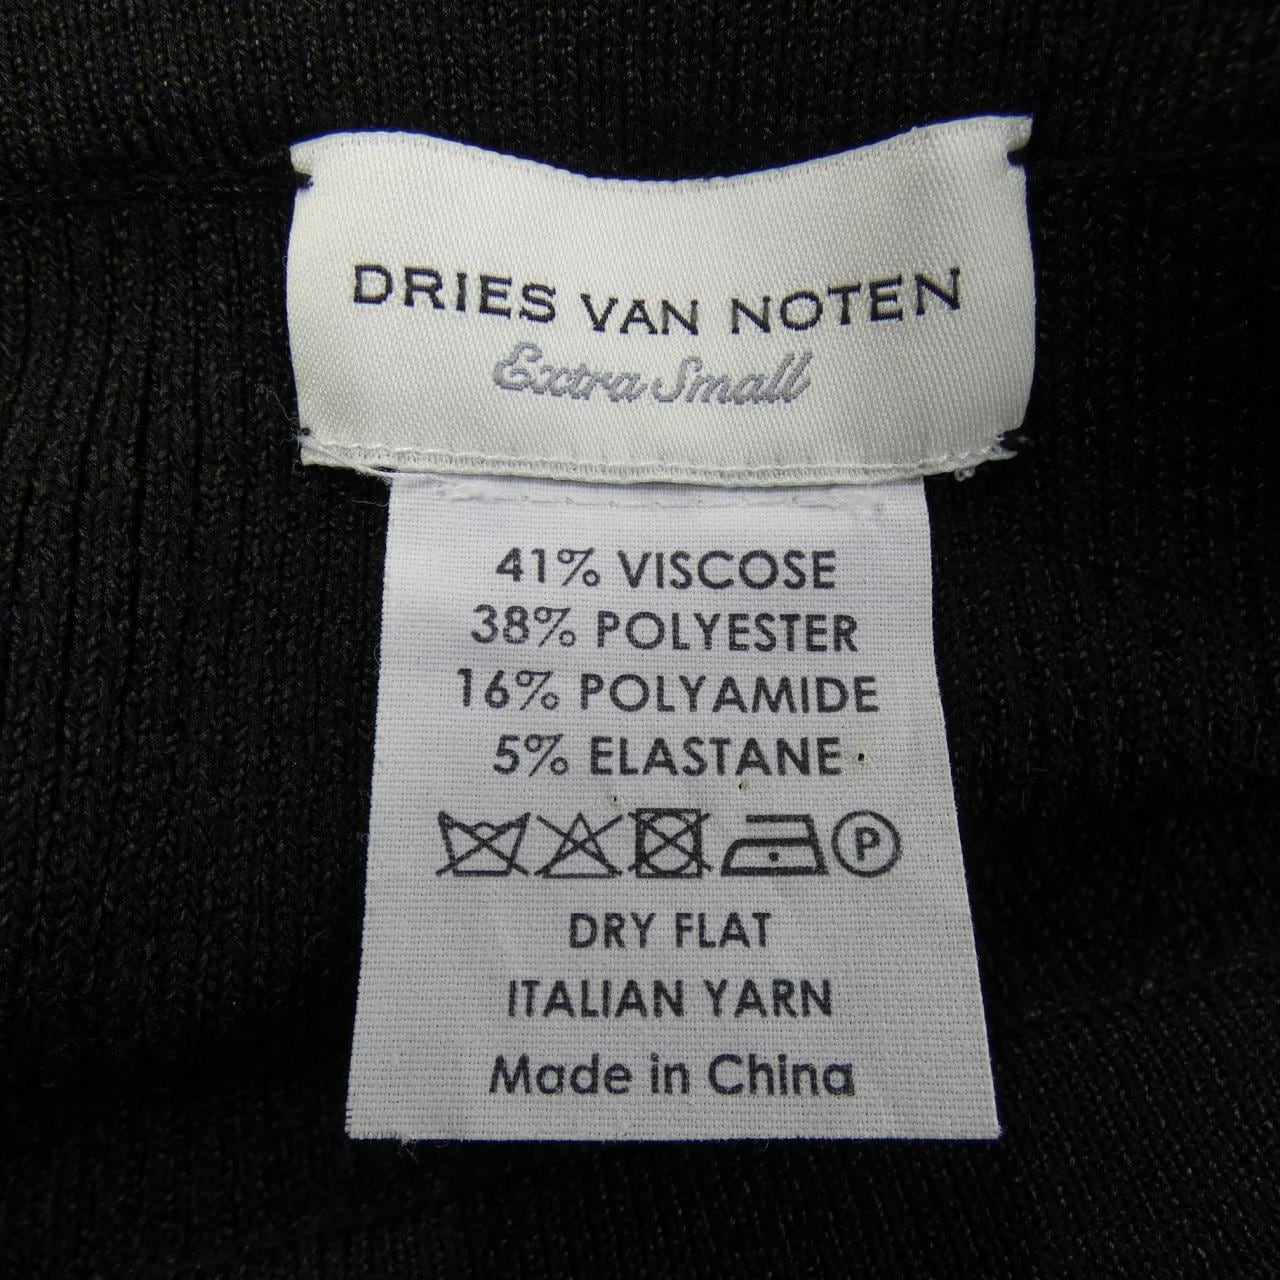 DRIES VAN NOTEN
Extra Small
41% VISCOSE
38% POLYESTER
16% POLYAMIDE
5% ELASTANE
P
DRY FLAT
ITALIAN YARN
Made in China